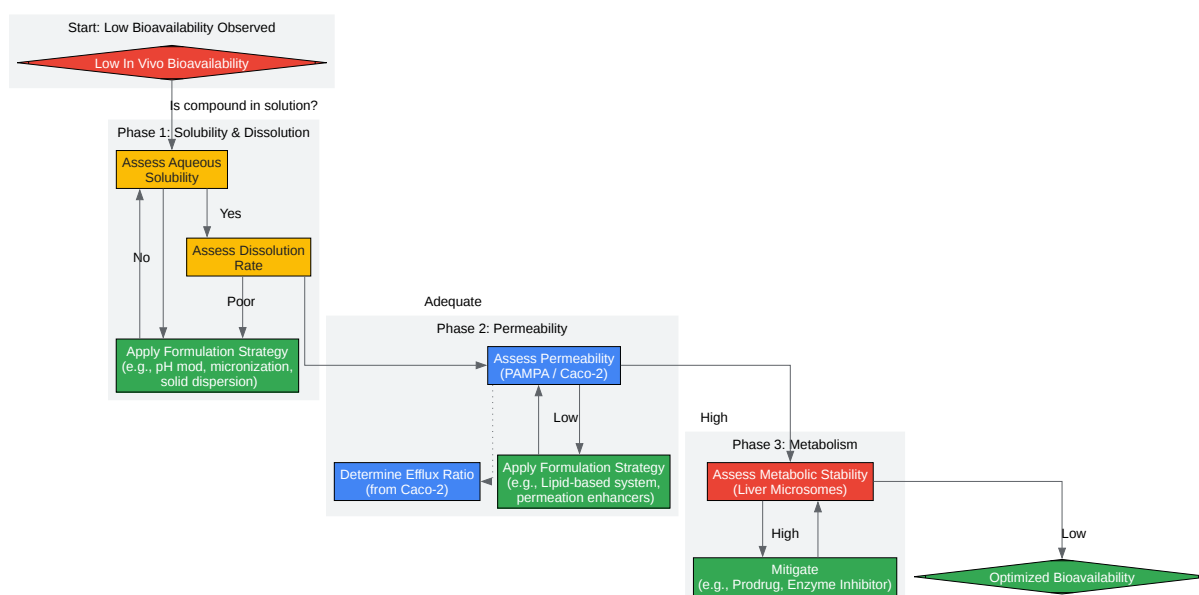 Start: Low Bioavailability Observed
Low In Vivo Bioavailability
Is compound in solution?
Phase 1: Solubility & Dissolution
Assess Aqueous
Solubility
Yes
Assess Dissolution
Rate
No
Poor
Apply Formulation Strategy
(e.g., pH mod, micronization,
solid dispersion)
Adequate
Phase 2: Permeability
Assess Permeability
(PAMPA / Caco-2)
Low
Determine Efflux Ratio
(from Caco-2)
Apply Formulation Strategy
(e.g., Lipid-based system,
permeation enhancers)
High
Phase 3: Metabolism
Assess Metabolic Stability
(Liver Microsomes)
High
Low
Mitigate
(e.g., Prodrug, Enzyme Inhibitor)
Optimized Bioavailability